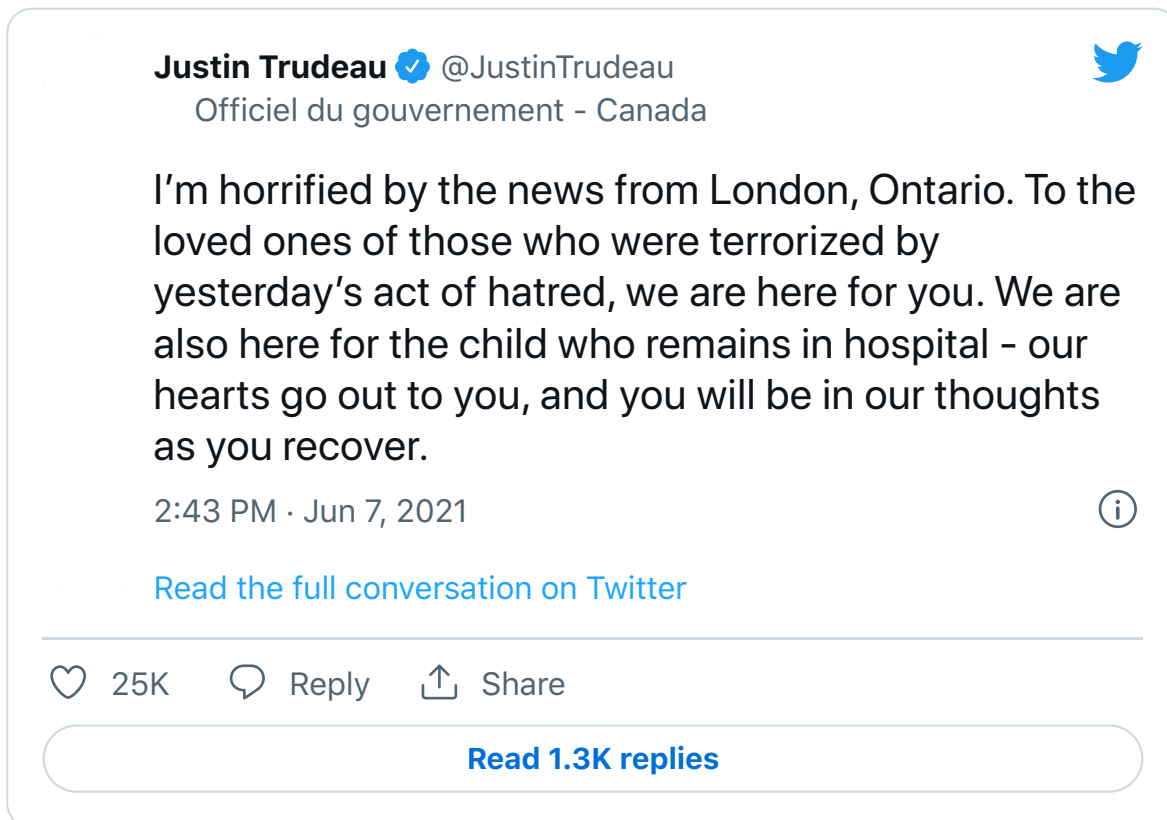 Justin Trudeau @JustinTrudeau
Officiel du gouvernement - Canada
I’m horrified by the news from London, Ontario. To the
loved ones of those who were terrorized by
yesterday’s act of hatred, we are here for you. We are
also here for the child who remains in hospital - our
hearts go out to you, and you will be in our thoughts
as you recover.
2:43 PM · Jun 7, 2021
Read the full conversation on Twitter
25K Reply Share
Read 1.3K replies